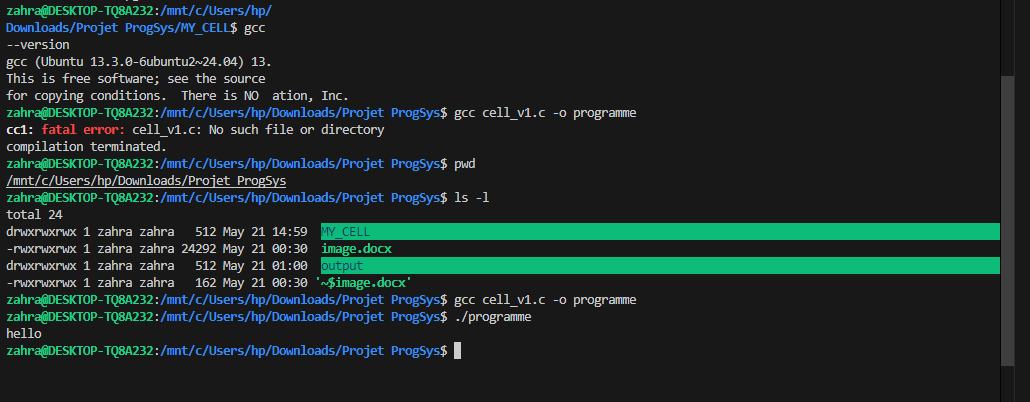 zahra@DESKTOP-TQ8A232:/mnt/c/Users/hp/
Downloads/Projet ProgSys/MY_CELL$ gcc
--version
gcc (Ubuntu 13.3.0-6ubuntu2~24.04) 13.
This is free software; see the source
for copying conditions.  There is NO  ation, Inc.
zahra@DESKTOP-TQ8A232:/mnt/c/Users/hp/Downloads/Projet ProgSys$ gcc cell_v1.c -o programme
cc1: fatal error: cell_v1.c: No such file or directory
compilation terminated.
zahra@DESKTOP-TQ8A232:/mnt/c/Users/hp/Downloads/Projet ProgSys$ pwd
/mnt/c/Users/hp/Downloads/Projet ProgSys
zahra@DESKTOP-TQ8A232:/mnt/c/Users/hp/Downloads/Projet ProgSys$ ls -l
total 24
drwxrwxrwx 1 zahra zahra   512 May 21 14:59  MY_CELL
-rwxrwxrwx 1 zahra zahra 24292 May 21 00:30  image.docx
drwxrwxrwx 1 zahra zahra   512 May 21 01:00  output
-rwxrwxrwx 1 zahra zahra   162 May 21 00:30 '~$image.docx'
zahra@DESKTOP-TQ8A232:/mnt/c/Users/hp/Downloads/Projet ProgSys$ gcc cell_v1.c -o programme
zahra@DESKTOP-TQ8A232:/mnt/c/Users/hp/Downloads/Projet ProgSys$ ./programme
hello
zahra@DESKTOP-TQ8A232:/mnt/c/Users/hp/Downloads/Projet ProgSys$